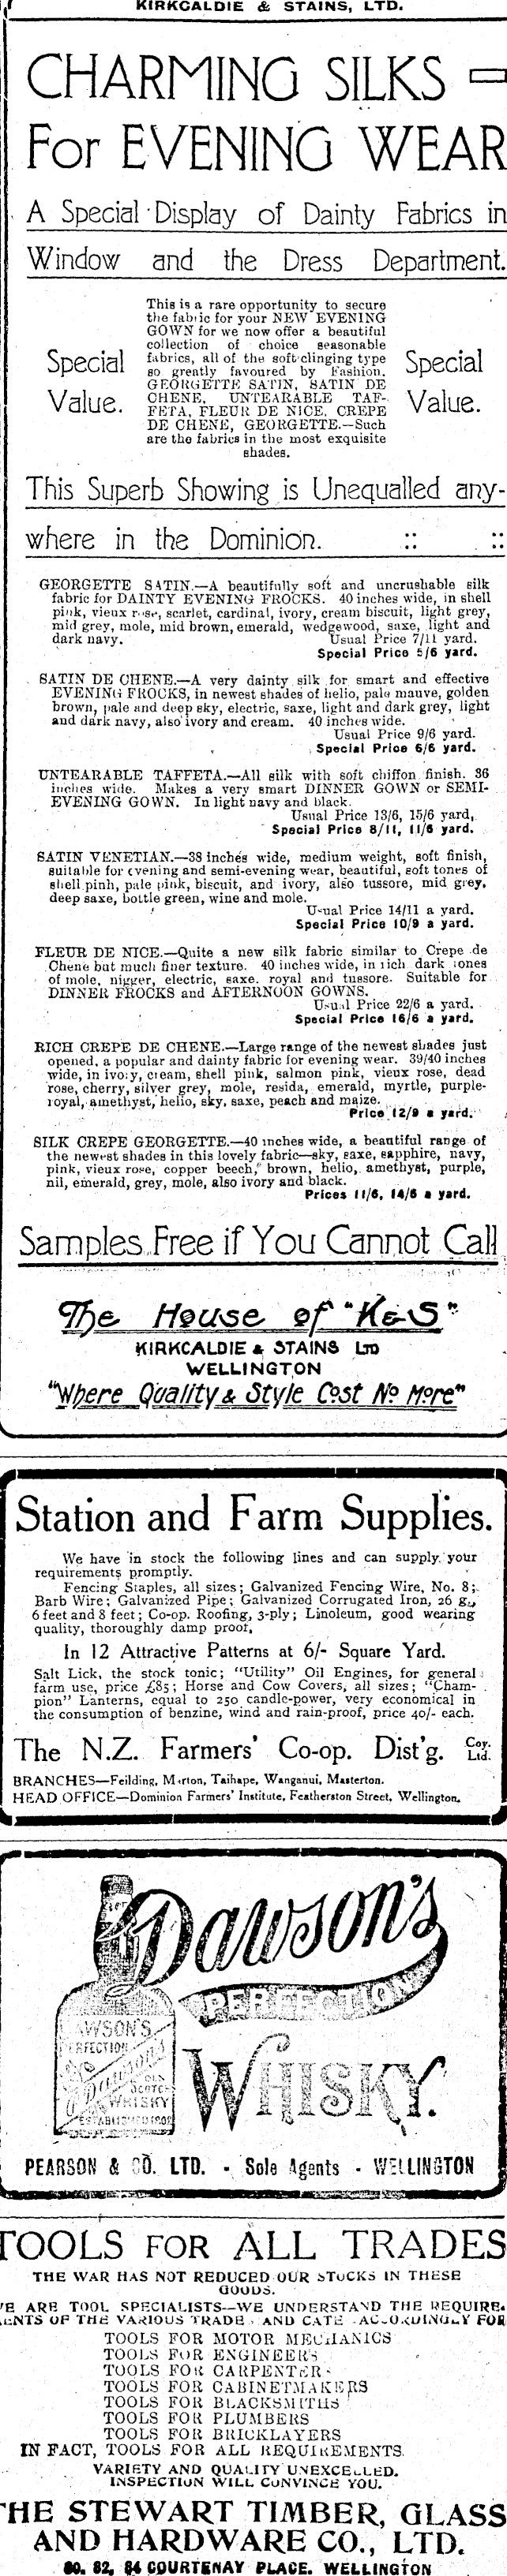 KIRKCALDIE & STAINS, LTD.
CHARMING SILKS
For EVENING WEAR
A Special Display of Dainty Fabrics in
Window and the Dress Department.
Special
Value.
This is a rare opportunity to secure
the fabric for your NEW EVENING
GOWN for we now offer a beautiful
collection of choice seasonable
fabrics, all of the soft clinging type
so greatly favoured by Fashion.
GEORGETTE SATIN, SATIN DE
CHENE, UNTEARABLE TAF-
FETA, FLEUR DE NICE, CREPE
DE CHENE, GEORGETTE.—Such
are the fabrics in the most exquisite
shades.
Special
Value.
This Superb Showing is Unequalled any-
where in the Dominion. :: ::
GEORGETTE SATIN.—A beautifully soft and uncrushable silk
fabric for DAINTY EVENING FROCKS. 40 inches wide, in shell
pink, vieux rose, scarlet, cardinal, ivory, cream biscuit, light grey,
mid grey, mole, mid brown, emerald, wedgewood, saxe, light and
dark navy. Usual Price 7/11 yard.
Special Price 5/6 yard.
SATIN DE CHENE.—A very dainty silk for smart and effective
EVENING FROCKS, in newest shades of helio, pale mauve, golden
brown, pale and deep sky, electric, saxe, light and dark grey, light
and dark navy, also ivory and cream. 40 inches wide.
Usual Price 9/6 yard.
Special Price 6/6 yard.
UNTEARABLE TAFFETA.—All silk with soft chiffon finish. 36
inches wide. Makes a very smart DINNER GOWN or SEMI-
EVENING GOWN. In light navy and black.
Usual Price 13/6, 15/6 yard,
Special Price 8/11, 11/6 yard.
SATIN VENETIAN.—38 inches wide, medium weight, soft finish,
suitable for evening and semi-evening wear, beautiful, soft tones of
shell pinh, pale pink, biscuit, and ivory, also tussore, mid grey,
deep saxe, bottle green, wine and mole.
Usual Price 14/11 a yard.
Special Price 10/9 a yard.
FLEUR DE NICE.—Quite a new silk fabric similar to Crepe de
Chene but much finer texture. 40 inches wide, in rich dark tones
of mole, nigger, electric, saxe, royal and tussore. Suitable for
DINNER FROCKS and AFTERNOON GOWNS.
Usual Price 22/6 a yard.
Special Price 16/6 a yard.
RICH CREPE DE CHENE.—Large range of the newest shades just
opened, a popular and dainty fabric for evening wear. 39/40 inches
wide, in ivory, cream, shell pink, salmon pink, vieux rose, dead
rose, cherry, silver grey, mole, resida, emerald, myrtle, purple-
royal, amethyst, helio, sky, saxe, peach and maize.
Price 12/9 a yard.
SILK CREPE GEORGETTE.—40 inches wide, a beautiful range of
the newest shades in this lovely fabric—sky, saxe, sapphire, navy,
pink, vieux rose, copper beech, brown, helio, amethyst, purple,
nil, emerald, grey, mole, also ivory and black.
Prices 11/6, 14/6 a yard.
Samples Free if You Cannot Call
The House of "K&S"
KIRKCALDIE & STAINS LTD
WELLINGTON
"Where Quality & Style Cost No More"
Station and Farm Supplies.
We have in stock the following lines and can supply your
requirements promptly.
Fencing Staples, all sizes; Galvanized Fencing Wire, No. 8;
Barb Wire; Galvanized Pipe; Galvanized Corrugated Iron, 26 g.,
6 feet and 8 feet; Co-op. Roofing, 3-ply; Linoleum, good wearing
quality, thoroughly damp proof,
In 12 Attractive Patterns at 6/- Square Yard.
Salt Lick, the stock tonic; "Utility" Oil Engines, for general
farm use, price £85; Horse and Cow Covers, all sizes; "Cham-
pion" Lanterns, equal to 250 candle-power, very economical in
the consumption of benzine, wind and rain-proof, price 40/- each.
The N.Z. Farmers' Co-op. Dist'g. Coy. Ltd.
BRANCHES—Feilding, Marton, Taihape, Wanganui, Masterton.
HEAD OFFICE—Dominion Farmers' Institute, Featherston Street, Wellington.
Dawson's
PERFECTION
WHISKY.
DAWSON'S
PERFECTION
Dawson's
OLD
SCOTCH
WHISKY
ESTABLISHED
PEARSON & CO. LTD. - Sole Agents - WELLINGTON
TOOLS FOR ALL TRADES
THE WAR HAS NOT REDUCED OUR STOCKS IN THESE
GOODS.
WE ARE TOOL SPECIALISTS—WE UNDERSTAND THE REQUIRE-
MENTS OF THE VARIOUS TRADE AND CATE ACCORDINGLY FOR
TOOLS FOR MOTOR MECHANICS
TOOLS FOR ENGINEERS
TOOLS FOR CARPENTERS
TOOLS FOR CABINETMAKERS
TOOLS FOR BLACKSMITHS
TOOLS FOR PLUMBERS
TOOLS FOR BRICKLAYERS
IN FACT, TOOLS FOR ALL REQUIREMENTS.
VARIETY AND QUALITY UNEXCELLED.
INSPECTION WILL CONVINCE YOU.
THE STEWART TIMBER, GLASS
AND HARDWARE CO., LTD.
80, 82, 84 COURTENAY PLACE, WELLINGTON